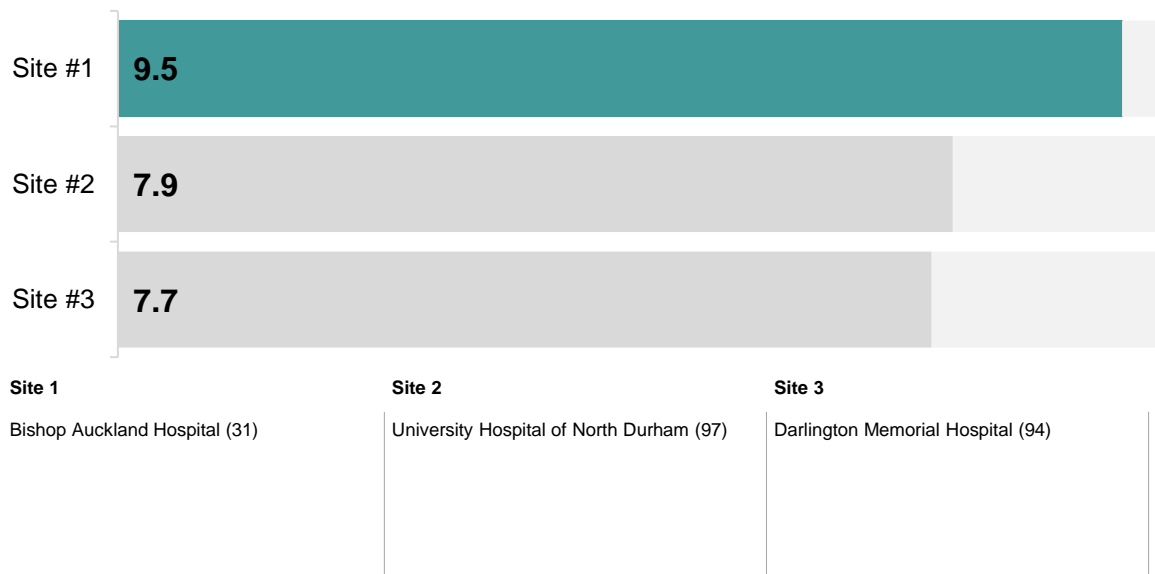 Site #1 9.5
Site #2 7.9
Site #3 7.7
Site 1 Site 2 Site 3
Bishop Auckland Hospital (31) University Hospital of North Durham (97) Darlington Memorial Hospital (94)